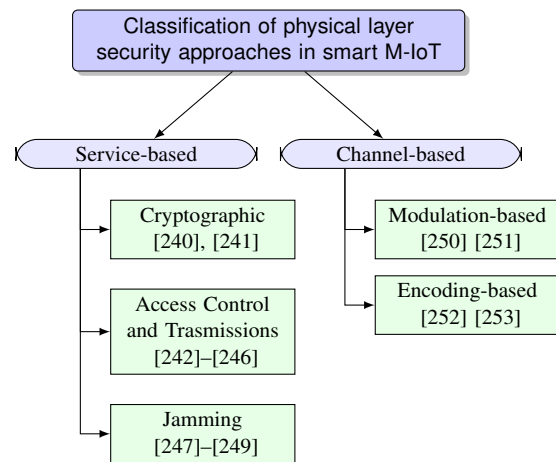 Classification of physical layer
security approaches in smart M-IoT
Service-based
Channel-based
Cryptographic
[240], [241]
Access Control
and Trasmissions
[242]–[246]
Jamming
[247]–[249]
Modulation-based
[250] [251]
Encoding-based
[252] [253]